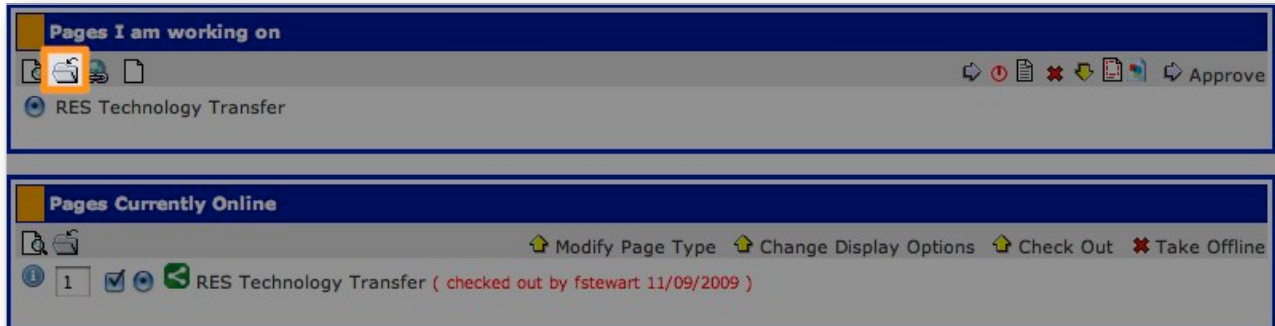 Pages I am working on
Approve
RES Technology Transfer
Pages Currently Online
Modify Page Type Change Display Options Check Out Take Offline
1 RES Technology Transfer ( checked out by fstewart 11/09/2009 )